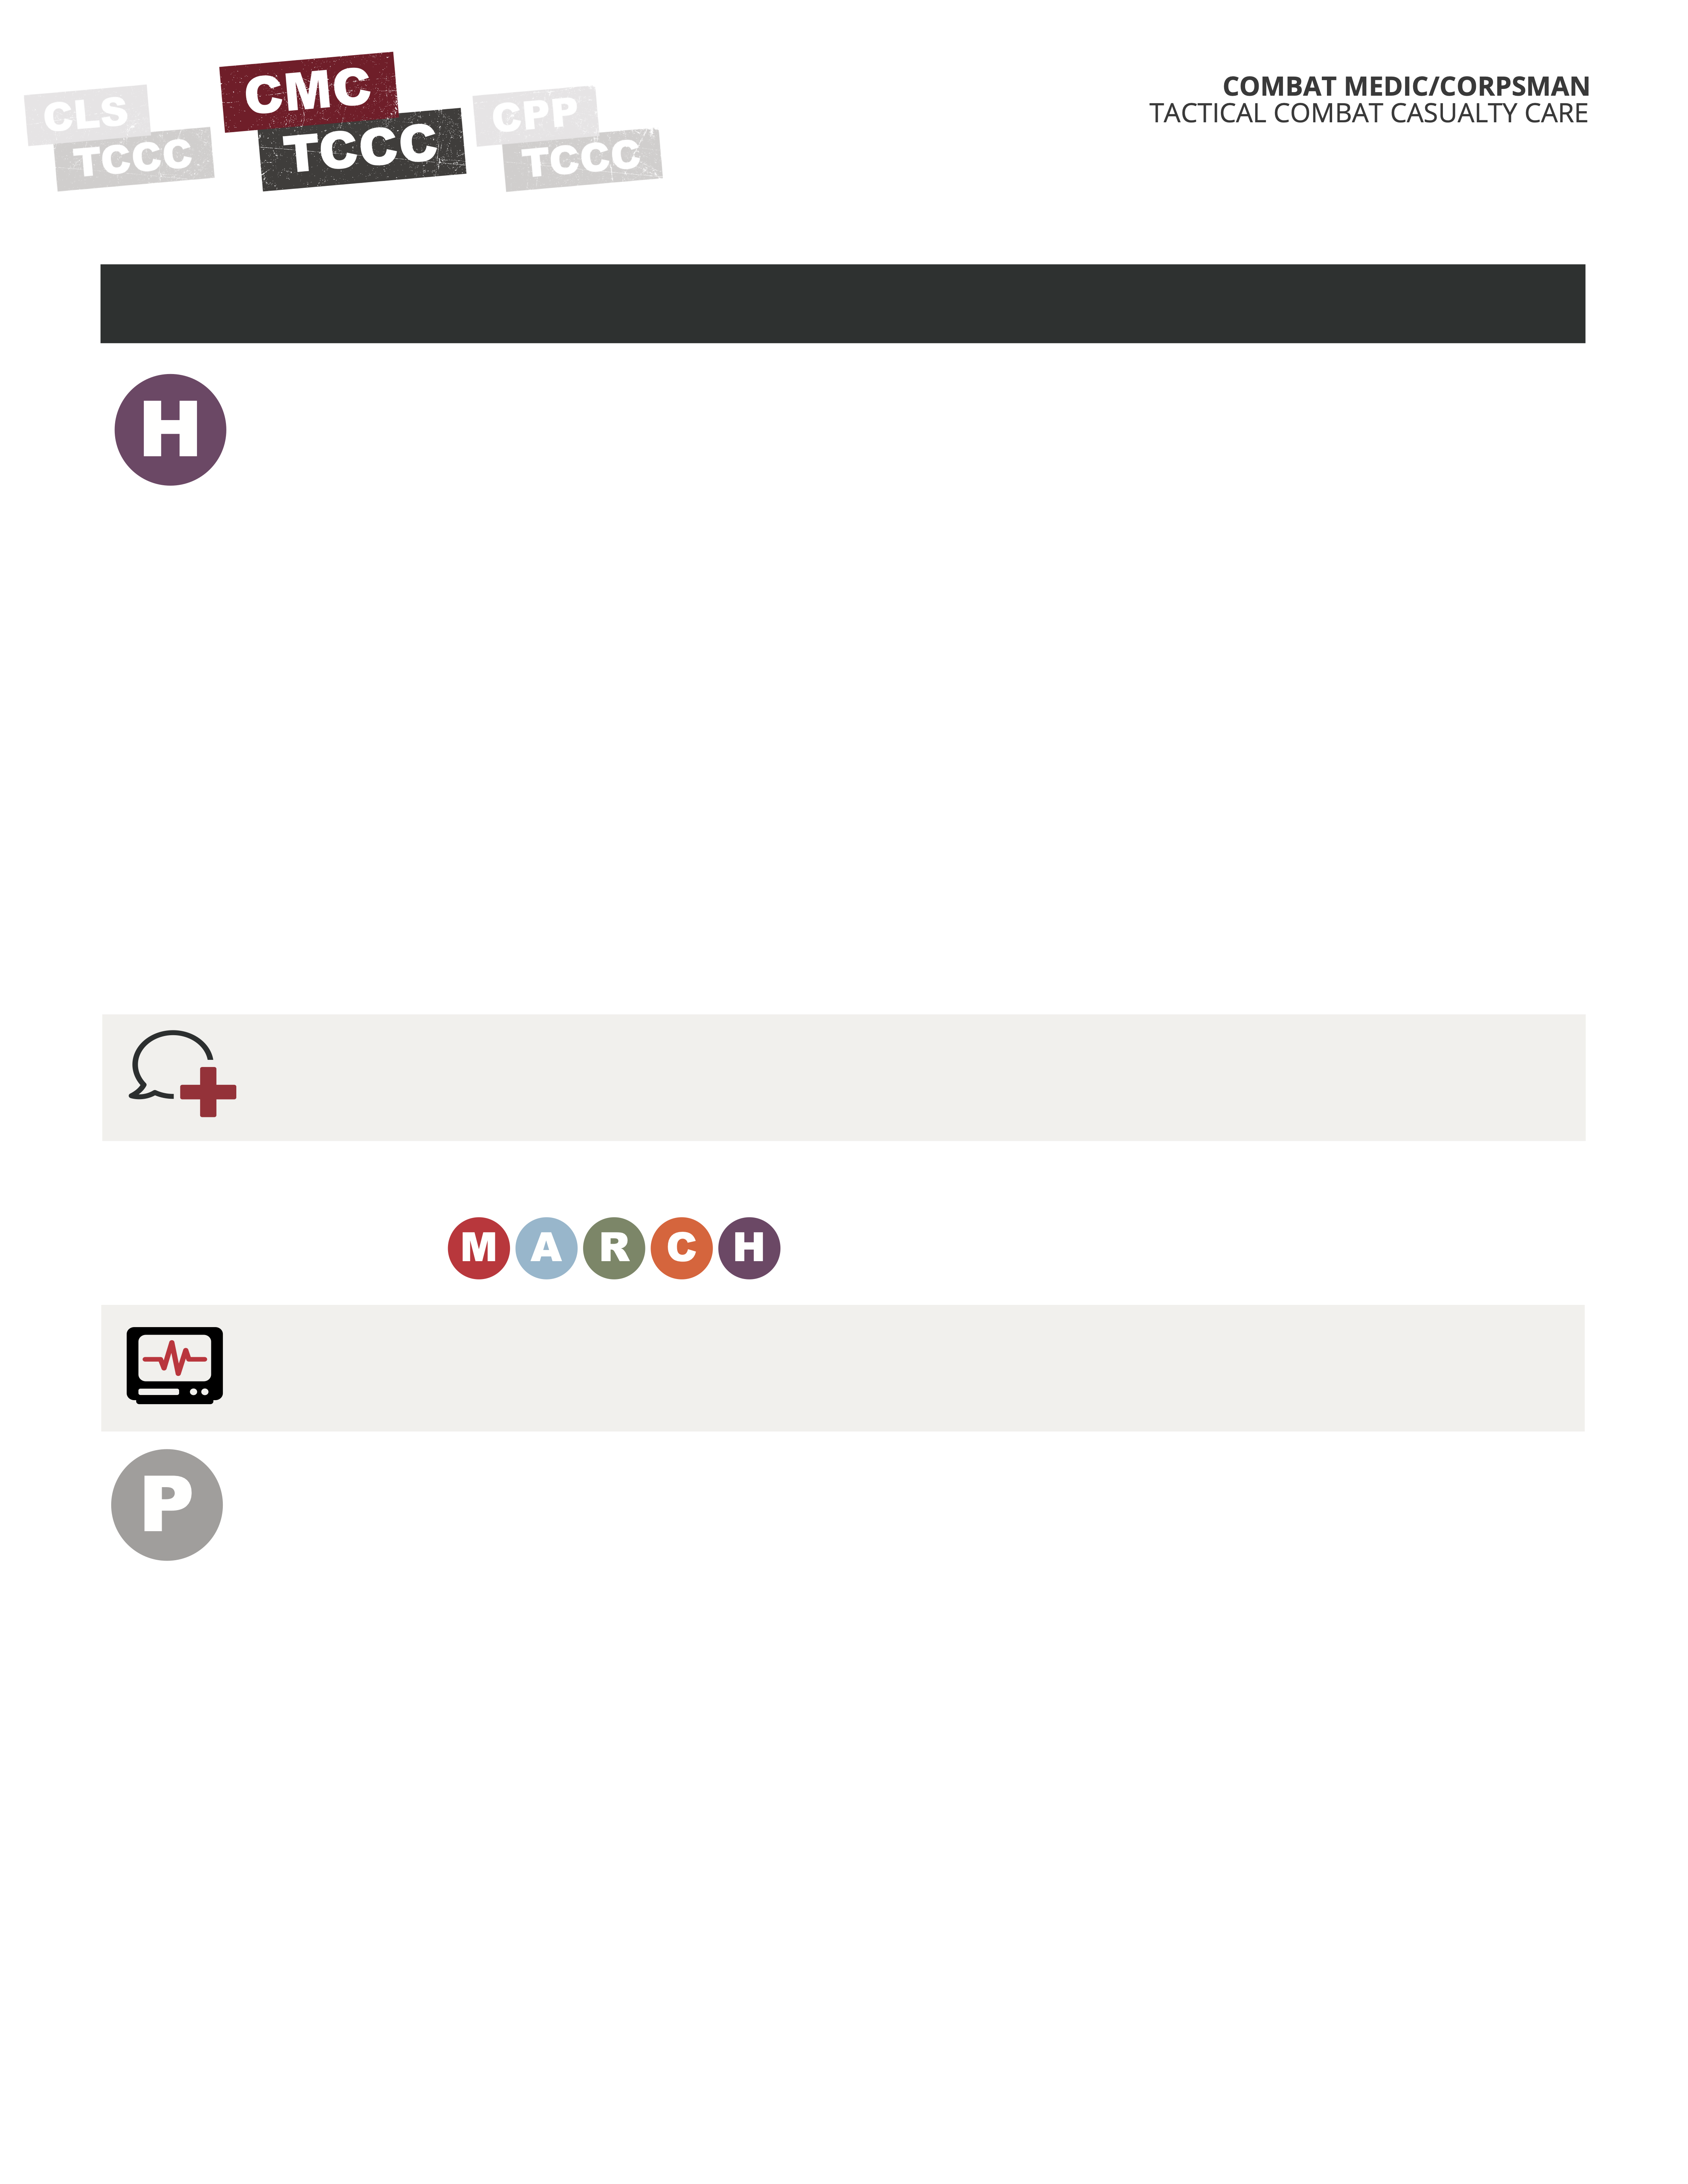 CLS
TCCC
CMC
TCCC
CPP
TCCC
COMBAT MEDIC/CORPSMAN
TACTICAL COMBAT CASUALTY CARE
H
M A R C H
P